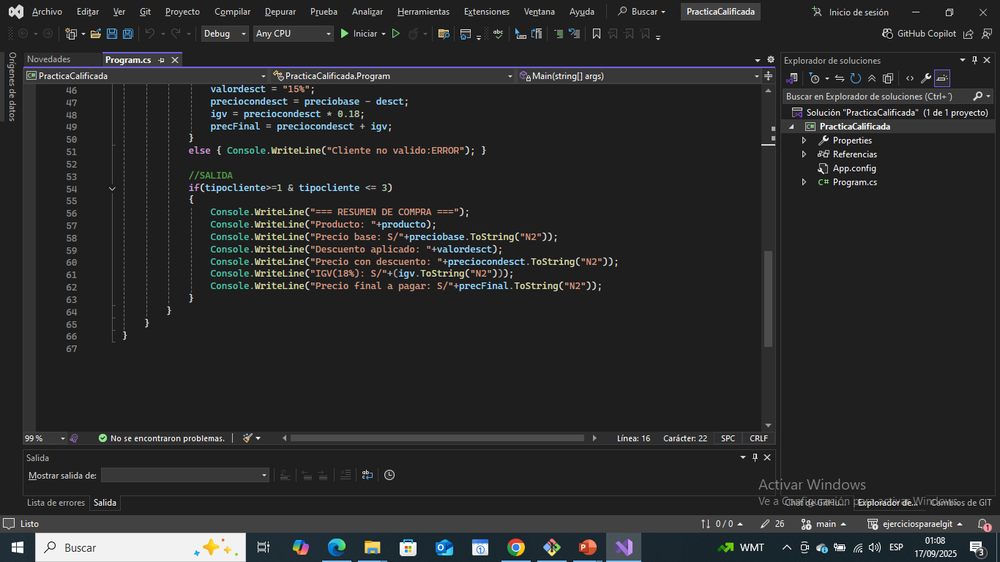 Archivo Editar Ver Git Proyecto Compilar Depurar Prueba Analizar Herramientas Extensiones Ventana Ayuda Buscar PracticaCalificada Inicio de sesión
Debug Any CPU Iniciar GitHub Copilot
Orígenes de datos
Novedades Program.cs
PracticaCalificada PracticaCalificada.Program Main(string[] args)
46 valordesct = "15%";
47 preciocondesct = preciobase - desct;
48 igv = preciocondesct * 0.18;
49 precFinal = preciocondesct + igv;
50 }
51 else { Console.WriteLine("Cliente no valido:ERROR"); }
52
53 //SALIDA
54 if(tipocliente>=1 & tipocliente <= 3)
55 {
56 Console.WriteLine("=== RESUMEN DE COMPRA ===");
57 Console.WriteLine("Producto: "+producto);
58 Console.WriteLine("Precio base: S/"+preciobase.ToString("N2"));
59 Console.WriteLine("Descuento aplicado: "+valordesct);
60 Console.WriteLine("Precio con descuento: "+preciocondesct.ToString("N2"));
61 Console.WriteLine("IGV(18%): S/"+(igv.ToString("N2")));
62 Console.WriteLine("Precio final a pagar: S/"+precFinal.ToString("N2"));
63 }
64 }
65 }
66 }
67
99 % No se encontraron problemas. Línea: 16 Carácter: 22 SPC CRLF
Salida
Mostrar salida de:
Lista de errores Salida
Explorador de soluciones
Buscar en Explorador de soluciones (Ctrl+´)
Solución "PracticaCalificada" (1 de 1 proyecto)
PracticaCalificada
Properties
Referencias
App.config
C# Program.cs
Activar Windows
Ve a Configuración para activar Windows.
Chat de GitHu... Explorador de... Cambios de GIT
Listo 0 / 0 26 main ejerciciosparaelgit 1
Buscar WMT ESP 01:08
17/09/2025 3